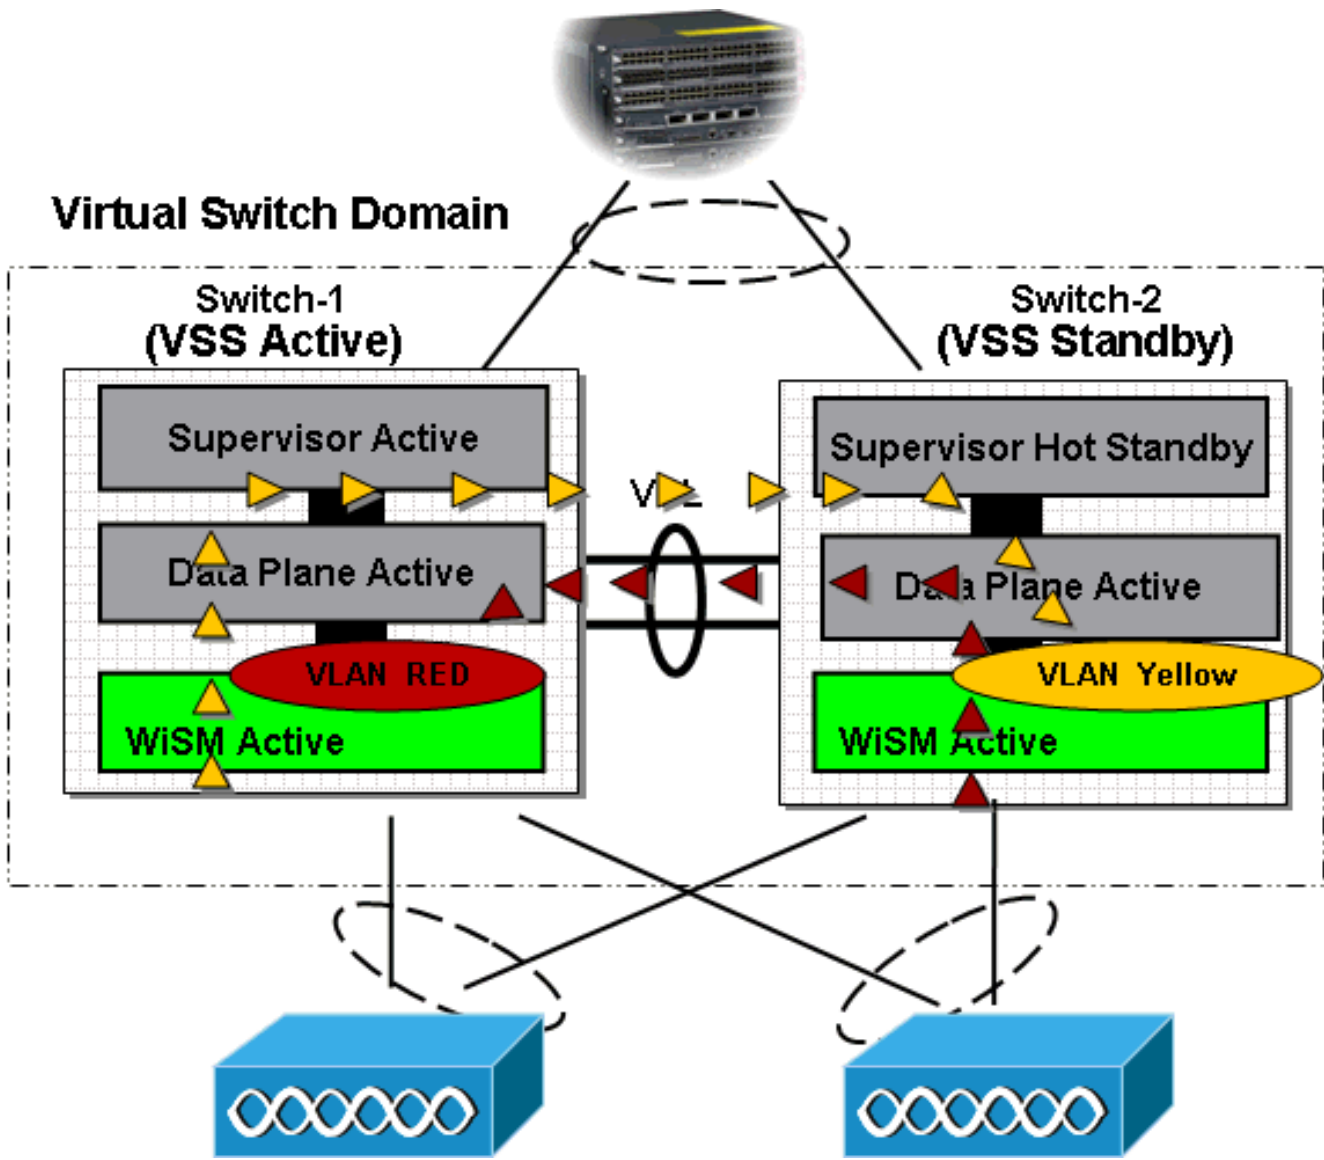 Virtual Switch Domain
Switch-1
(VSS Active)
Switch-2
(VSS Standby)
Supervisor Active
Supervisor Hot Standby
Data Plane Active
Data Plane Active
VLAN RED
VLAN Yellow
WiSM Active
WiSM Active